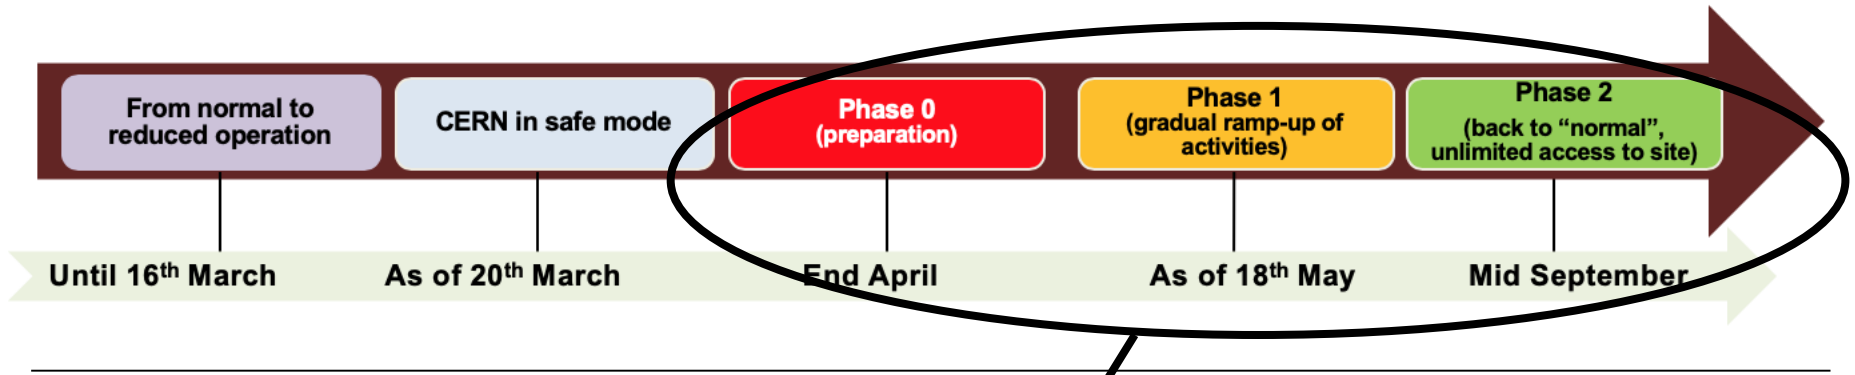 From normal to
reduced operation
CERN in safe mode
Phase 0
(preparation)
Phase 1
(gradual ramp-up of
activities)
Phase 2
(back to “normal”,
unlimited access to site)
Until 16th March
As of 20th March
End April
As of 18th May
Mid September